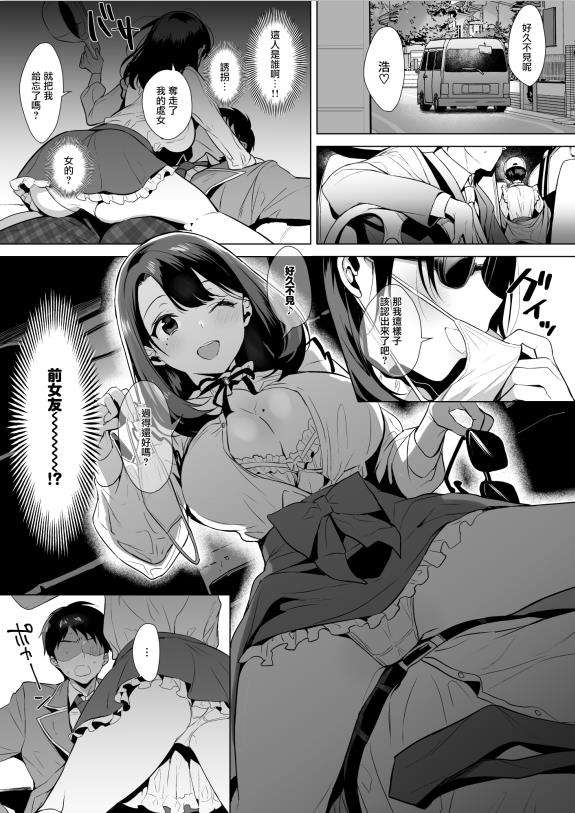 好久不見呢
浩♡
這人是誰啊…!!
誘拐…
奪走了
我的處女
就把我
給忘了嗎?
女的?
グイ
那我這樣子
該認出來了吧?
好久不見♪
過得還好嗎?
前女友~~~~~!?
…